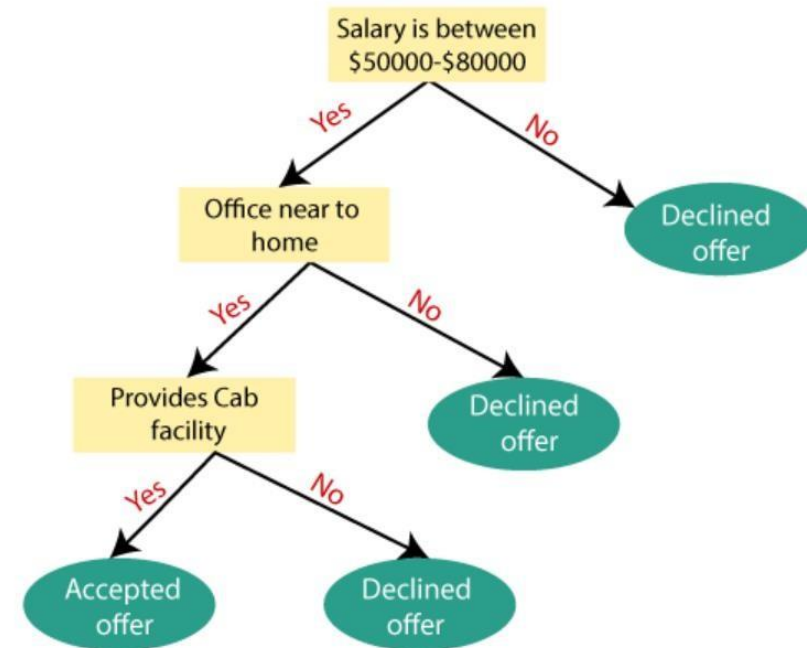 Salary is between
$50000-$80000
Yes
No
Office near to
home
Declined
offer
Yes
No
Provides Cab
facility
Declined
offer
Yes
No
Accepted
offer
Declined
offer